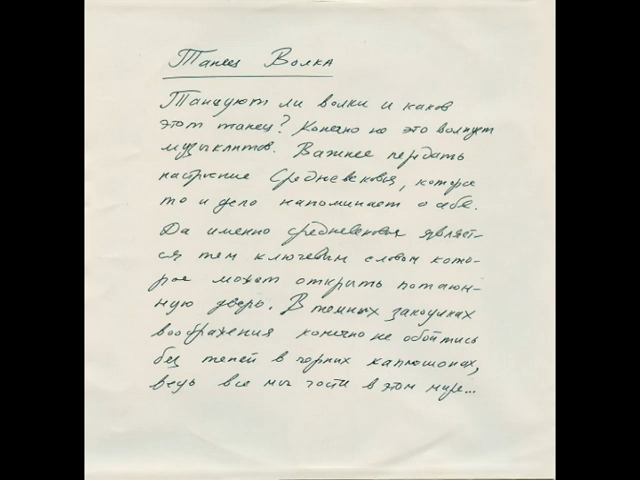 Танец Волка
Танцуют ли волки и каков
этот танец? Конечно не это волнует
музыкантов. Важнее передать
настроение Средневековья, которое
то и дело напоминает о себе.
Да именно средневековье являет-
ся тем ключевым словом кото-
рое может открыть потаён-
ную дверь. В темных закоулках
воображения конечно не обойтись
без теней в черных капюшонах,
ведь все мы гости в этом мире...